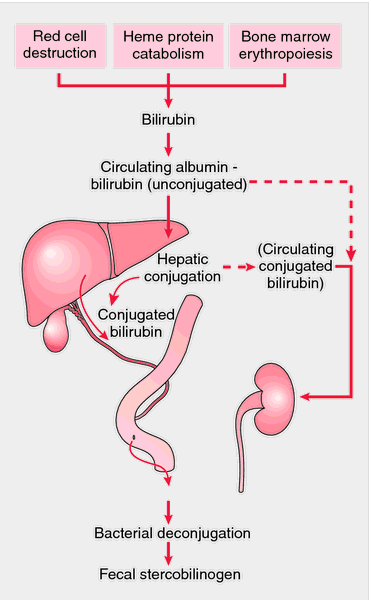 Red cell
destruction
Heme protein
catabolism
Bone marrow
erythropoiesis
Bilirubin
Circulating albumin -
bilirubin (unconjugated)
Hepatic
conjugation
(Circulating
conjugated
bilirubin)
Conjugated
bilirubin
Bacterial deconjugation
Fecal stercobilinogen